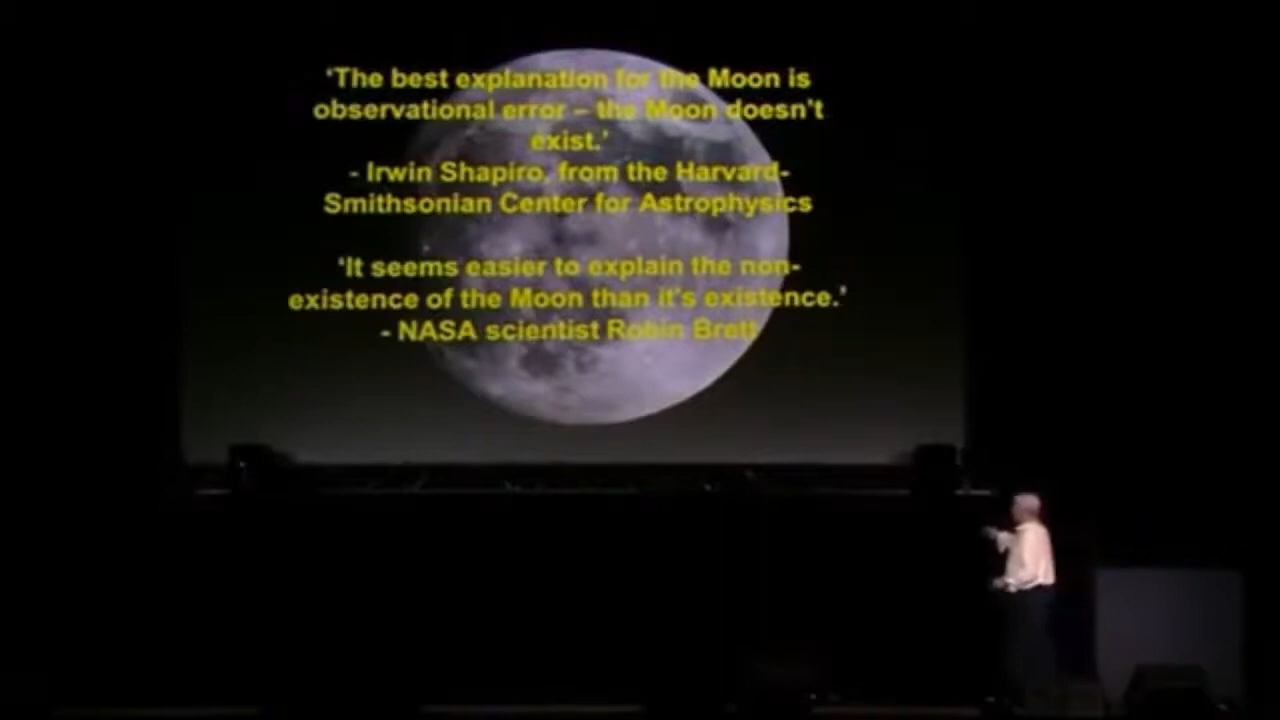 ‘The best explanation for the Moon is
observational error – the Moon doesn’t
exist.’
- Irwin Shapiro, from the Harvard-
Smithsonian Center for Astrophysics
‘It seems easier to explain the non-
existence of the Moon than it’s existence.’
- NASA scientist Robin Brett